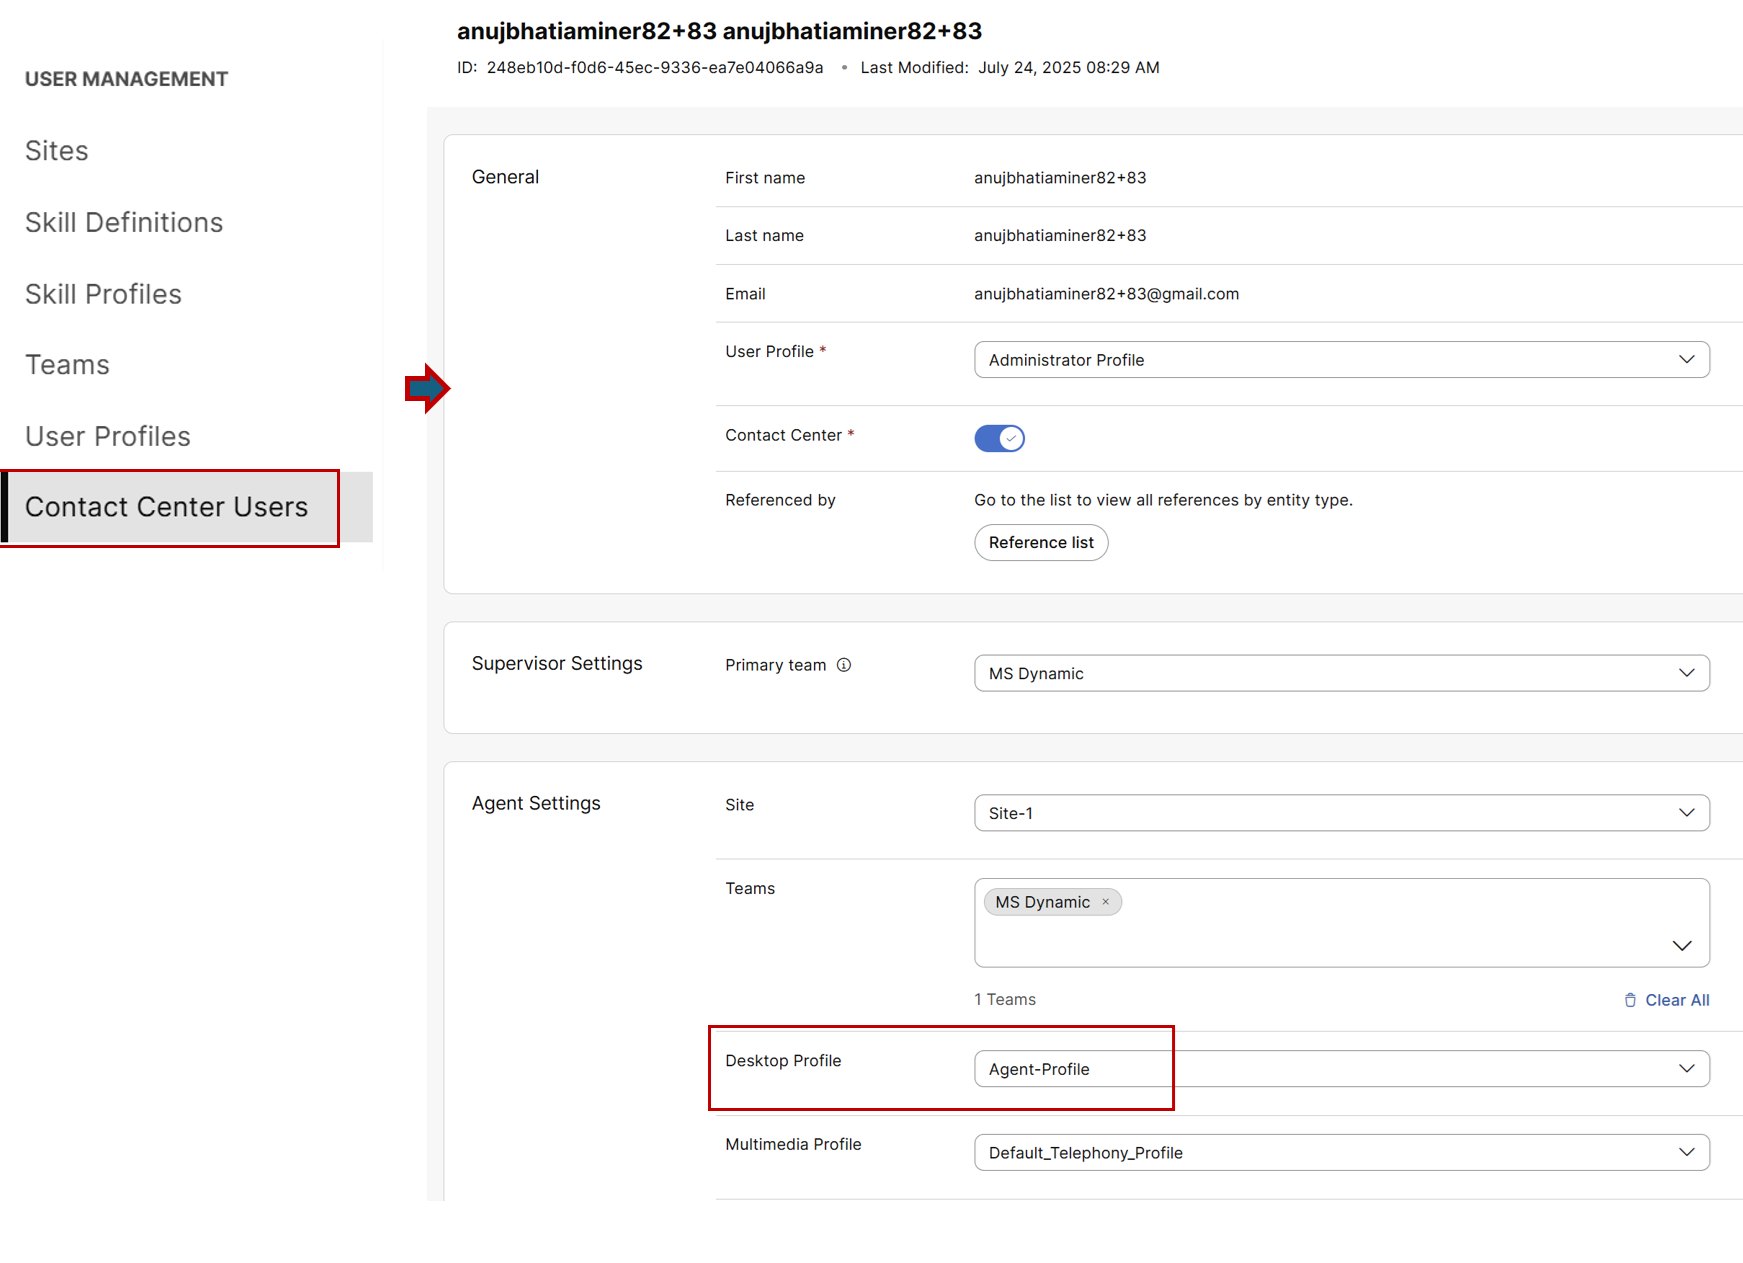 anujbhatiaminer82+83 anujbhatiaminer82+83
ID: 248eb10d-f0d6-45ec-9336-ea7e04066a9a • Last Modified: July 24, 2025 08:29 AM
USER MANAGEMENT
Sites
Skill Definitions
Skill Profiles
Teams
User Profiles
Contact Center Users
General
First name anujbhatiaminer82+83
Last name anujbhatiaminer82+83
Email anujbhatiaminer82+83@gmail.com
User Profile * Administrator Profile
Contact Center *
Referenced by Go to the list to view all references by entity type.
Reference list
Supervisor Settings
Primary team MS Dynamic
Agent Settings
Site Site-1
Teams MS Dynamic ×
1 Teams Clear All
Desktop Profile Agent-Profile
Multimedia Profile Default_Telephony_Profile